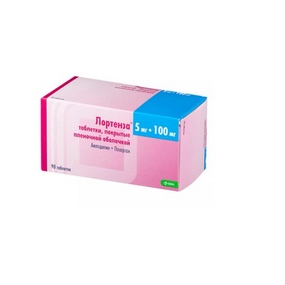 Лортенза® 5 мг + 100 мг
таблетки, покрытые
пленочной оболочкой
Амлодипин + Лозартан
90 таблеток
KRKA